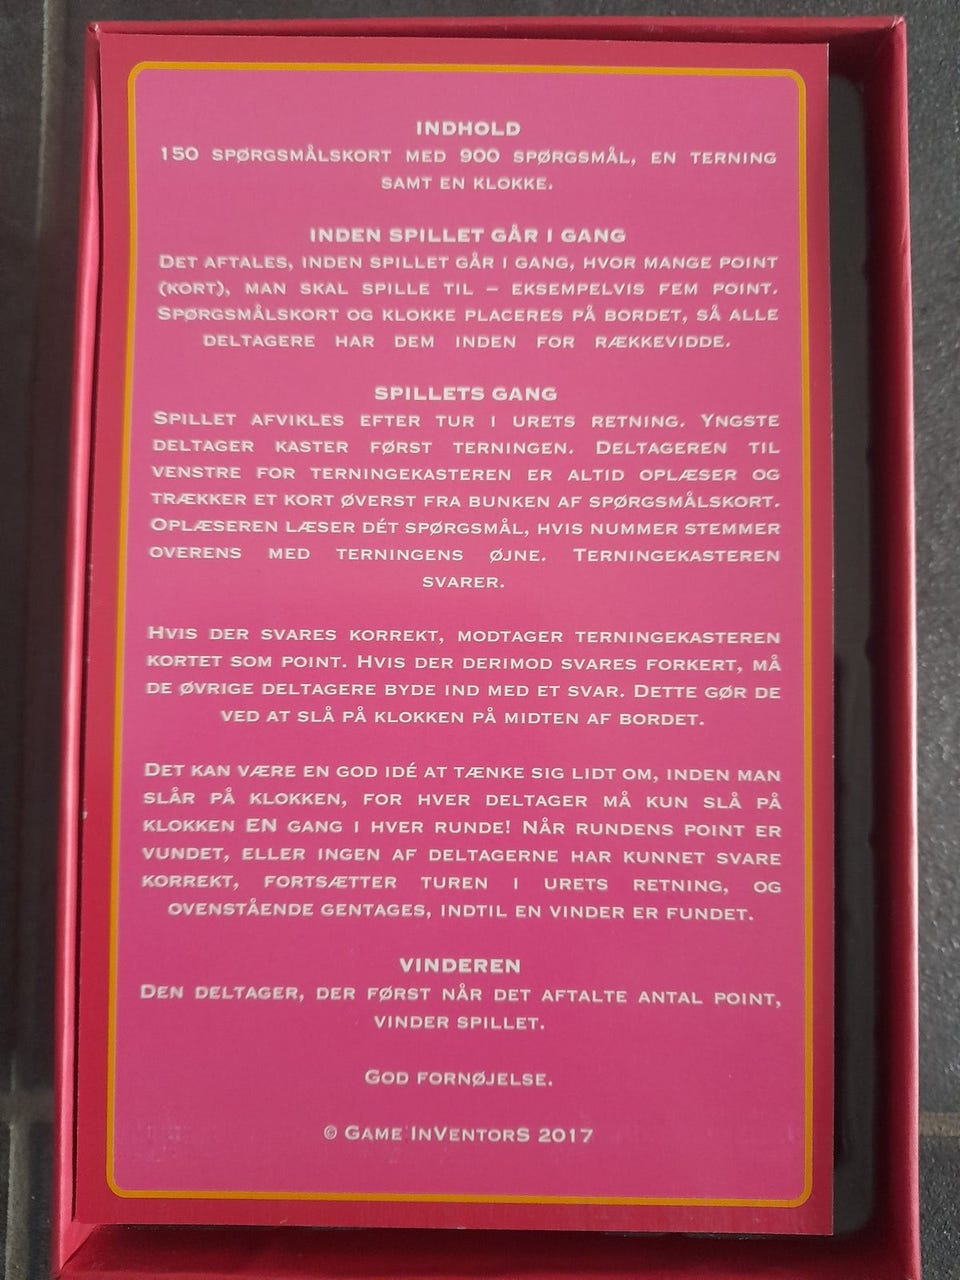 INDHOLD
150 SPØRGSMÅLSKORT MED 900 SPØRGSMÅL, EN TERNING
SAMT EN KLOKKE.
INDEN SPILLET GÅR I GANG
DET AFTALES, INDEN SPILLET GÅR I GANG, HVOR MANGE POINT
(KORT), MAN SKAL SPILLE TIL – EKSEMPELVIS FEM POINT.
SPØRGSMÅLSKORT OG KLOKKE PLACERES PÅ BORDET, SÅ ALLE
DELTAGERE HAR DEM INDEN FOR RÆKKEVIDDE.
SPILLETS GANG
SPILLET AFVIKLES EFTER TUR I URETS RETNING. YNGSTE
DELTAGER KASTER FØRST TERNINGEN. DELTAGEREN TIL
VENSTRE FOR TERNINGEKASTEREN ER ALTID OPLÆSER OG
TRÆKKER ET KORT ØVERST FRA BUNKEN AF SPØRGSMÅLSKORT.
OPLÆSEREN LÆSER DÉT SPØRGSMÅL, HVIS NUMMER STEMMER
OVERENS MED TERNINGENS ØJNE. TERNINGEKASTEREN
SVARER.
HVIS DER SVARES KORREKT, MODTAGER TERNINGEKASTEREN
KORTET SOM POINT. HVIS DER DERIMOD SVARES FORKERT, MÅ
DE ØVRIGE DELTAGERE BYDE IND MED ET SVAR. DETTE GØR DE
VED AT SLÅ PÅ KLOKKEN PÅ MIDTEN AF BORDET.
DET KAN VÆRE EN GOD IDÉ AT TÆNKE SIG LIDT OM, INDEN MAN
SLÅR PÅ KLOKKEN, FOR HVER DELTAGER MÅ KUN SLÅ PÅ
KLOKKEN EN GANG I HVER RUNDE! NÅR RUNDENS POINT ER
VUNDET, ELLER INGEN AF DELTAGERNE HAR KUNNET SVARE
KORREKT, FORTSÆTTER TUREN I URETS RETNING, OG
OVENSTÅENDE GENTAGES, INDTIL EN VINDER ER FUNDET.
VINDEREN
DEN DELTAGER, DER FØRST NÅR DET AFTALTE ANTAL POINT,
VINDER SPILLET.
GOD FORNØJELSE.
© GAME INVENTORS 2017